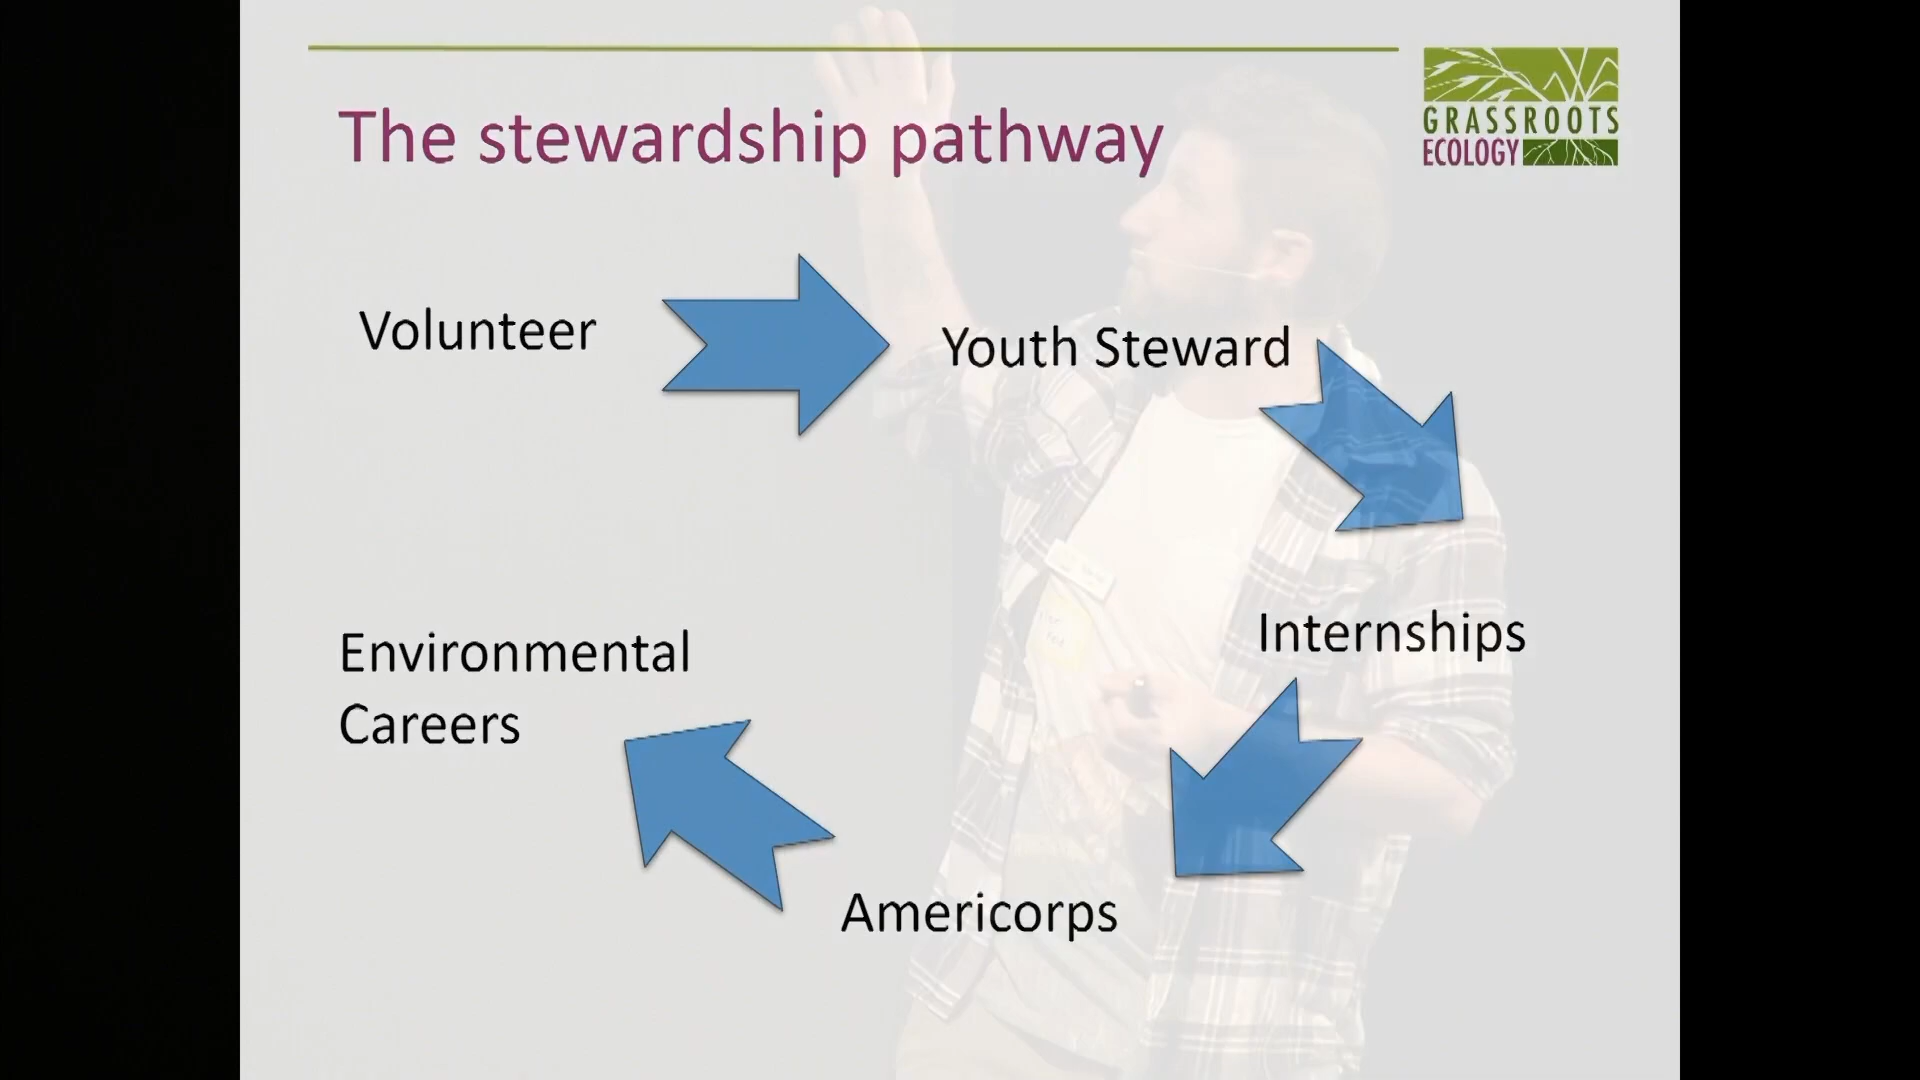 The stewardship pathway
GRASSROOTS
ECOLOGY
Volunteer
Youth Steward
Internships
Environmental
Careers
Americorps